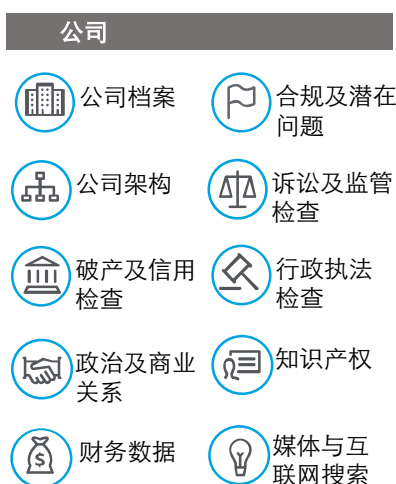 公司
公司档案
合规及潜在
问题
公司架构
诉讼及监管
检查
破产及信用
检查
行政执法
检查
政治及商业
关系
知识产权
财务数据
媒体与互
联网搜索